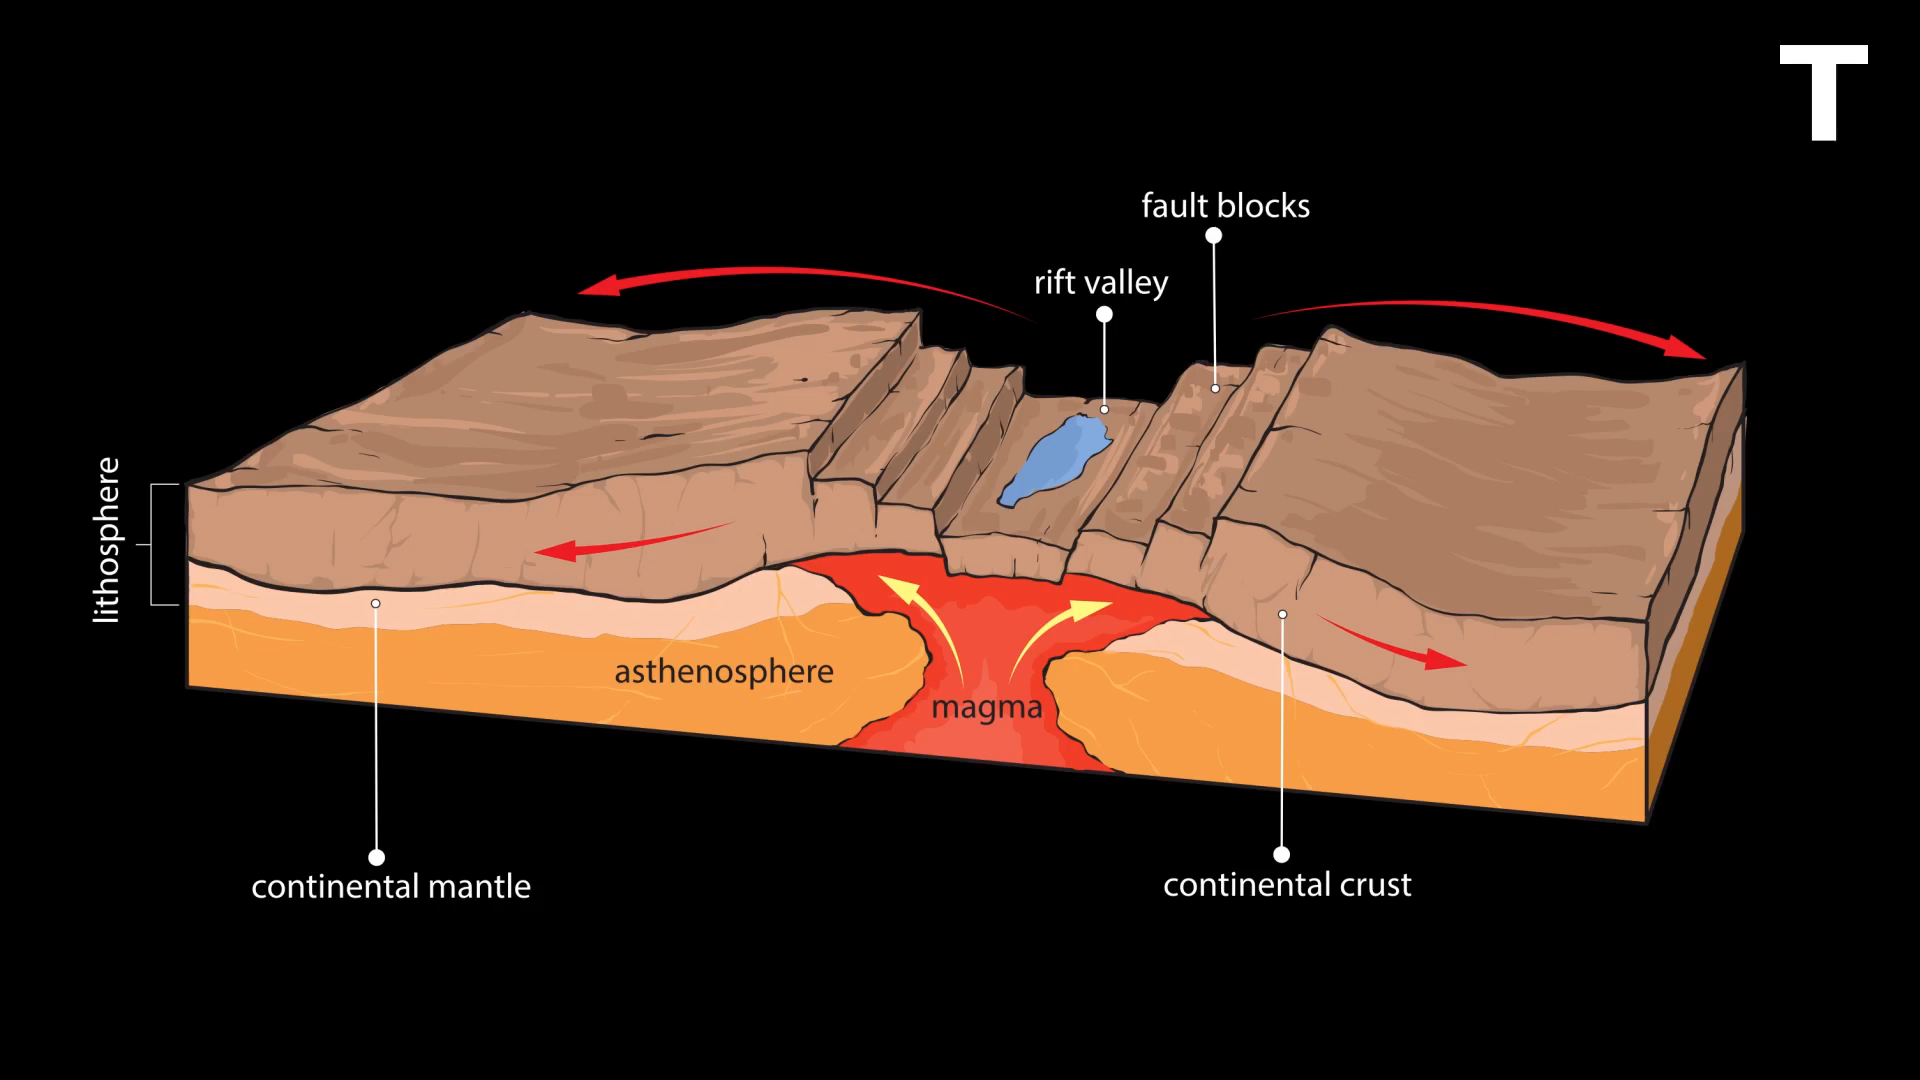 T
fault blocks
rift valley
lithosphere
asthenosphere
magma
continental mantle
continental crust